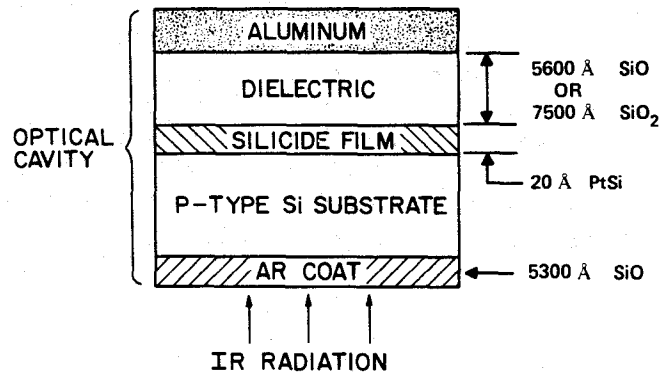 ALUMINUM
DIELECTRIC
5600 Å SiO
OR
7500 Å SiO₂
OPTICAL
CAVITY
SILICIDE FILM
20 Å PtSi
P-TYPE Si SUBSTRATE
AR COAT
5300 Å SiO
IR RADIATION